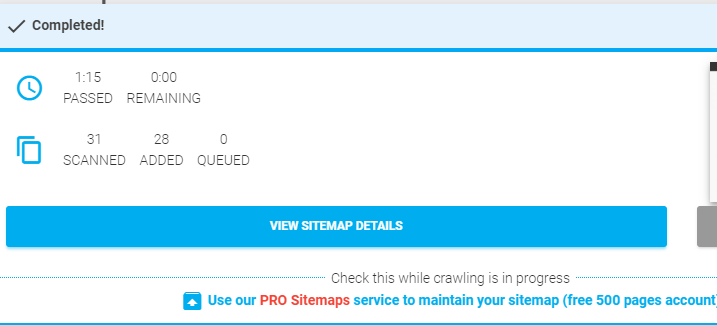 Completed!
1:15 0:00
PASSED REMAINING
31 28 0
SCANNED ADDED QUEUED
VIEW SITEMAP DETAILS
Check this while crawling is in progress
Use our PRO Sitemaps service to maintain your sitemap (free 500 pages account)